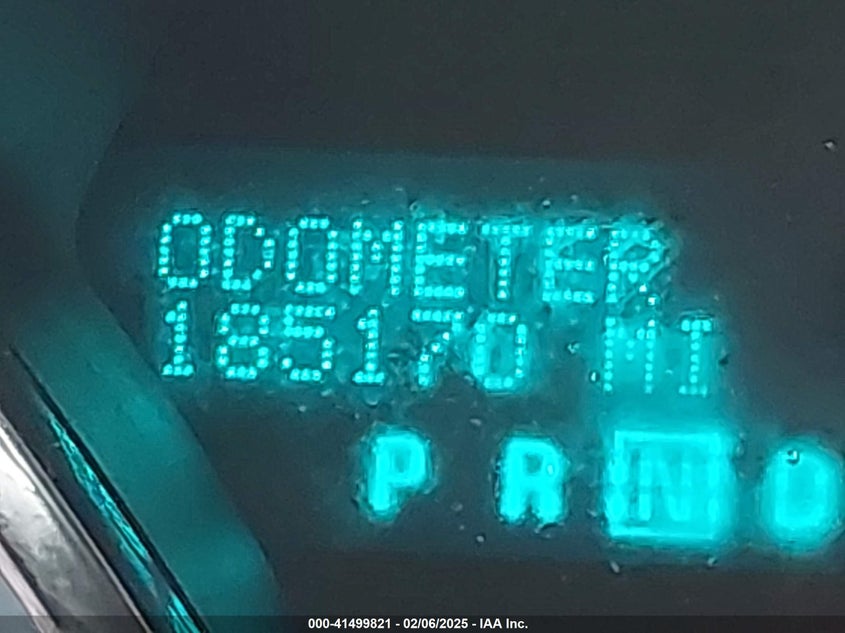 ODOMETER
185170 MI
P R N D
000-41499821 - 02/06/2025 - IAA Inc.